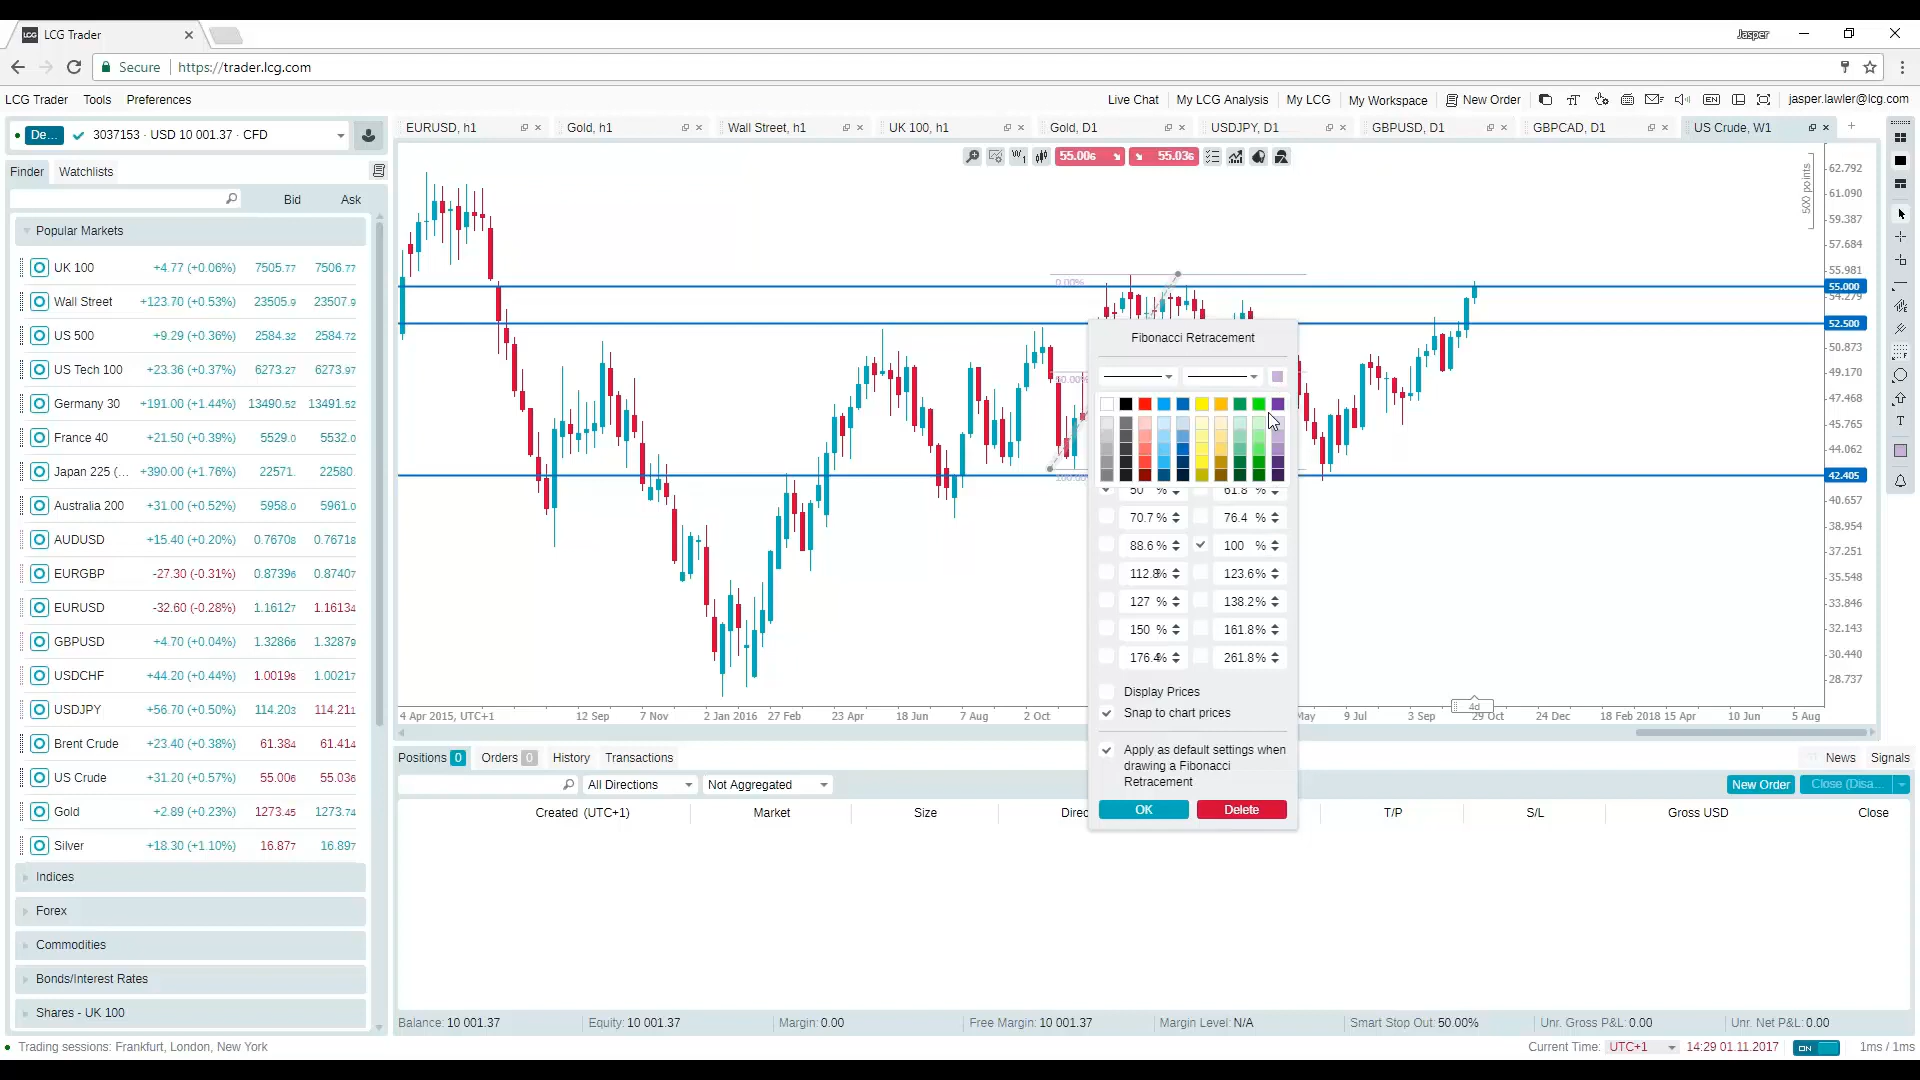 LCG Trader
Jasper
Secure
https://trader.lcg.com
LCG Trader Tools Preferences
Live Chat My LCG Analysis My LCG My Workspace New Order EN jasper.lawler@lcg.com
De... 3037153 · USD 10 001.37 · CFD
EURUSD, h1 Gold, h1 Wall Street, h1 UK 100, h1 Gold, D1 USDJPY, D1 GBPUSD, D1 GBPCAD, D1 US Crude, W1
Finder Watchlists
Bid Ask
Popular Markets
UK 100 +4.77 (+0.06%) 7505.77 7506.77
Wall Street +123.70 (+0.53%) 23505.9 23507.9
US 500 +9.29 (+0.36%) 2584.32 2584.72
US Tech 100 +23.36 (+0.37%) 6273.27 6273.97
Germany 30 +191.00 (+1.44%) 13490.52 13491.52
France 40 +21.50 (+0.39%) 5529.0 5532.0
Japan 225 (... +390.00 (+1.76%) 22571. 22580.
Australia 200 +31.00 (+0.52%) 5958.0 5961.0
AUDUSD +15.40 (+0.20%) 0.76708 0.76718
EURGBP -27.30 (-0.31%) 0.87396 0.87407
EURUSD -32.60 (-0.28%) 1.16127 1.16134
GBPUSD +4.70 (+0.04%) 1.32866 1.32879
USDCHF +44.20 (+0.44%) 1.00198 1.00217
USDJPY +56.70 (+0.50%) 114.203 114.211
Brent Crude +23.40 (+0.38%) 61.384 61.414
US Crude +31.20 (+0.57%) 55.006 55.036
Gold +2.89 (+0.23%) 1273.45 1273.74
Silver +18.30 (+1.10%) 16.877 16.897
Indices
Forex
Commodities
Bonds/Interest Rates
Shares - UK 100
W1 55.006 55.036
500 points
62.792
61.090
59.387
57.684
55.981
55.000
54.279
52.500
50.873
49.170
47.468
45.765
44.062
42.405
40.657
38.954
37.251
35.548
33.846
32.143
30.440
28.737
0.00%
Fibonacci Retracement
50 % 61.8 %
70.7 % 76.4 %
88.6 % 100 %
112.8% 123.6%
127 % 138.2%
150 % 161.8%
176.4% 261.8%
Display Prices
Snap to chart prices
Apply as default settings when
drawing a Fibonacci
Retracement
OK Delete
4d
4 Apr 2015, UTC+1 12 Sep 7 Nov 2 Jan 2016 27 Feb 23 Apr 18 Jun 7 Aug 2 Oct May 9 Jul 3 Sep 29 Oct 24 Dec 18 Feb 2018 15 Apr 10 Jun 5 Aug
Positions 0 Orders 0 History Transactions News Signals
All Directions Not Aggregated New Order Close (Disa...
Created (UTC+1) Market Size Direc T/P S/L Gross USD Close
Balance: 10 001.37 Equity: 10 001.37 Margin: 0.00 Free Margin: 10 001.37 Margin Level: N/A Smart Stop Out: 50.00% Unr. Gross P&L: 0.00 Unr. Net P&L: 0.00
Trading sessions: Frankfurt, London, New York
Current Time: UTC+1 14:29 01.11.2017 ON 1ms / 1ms